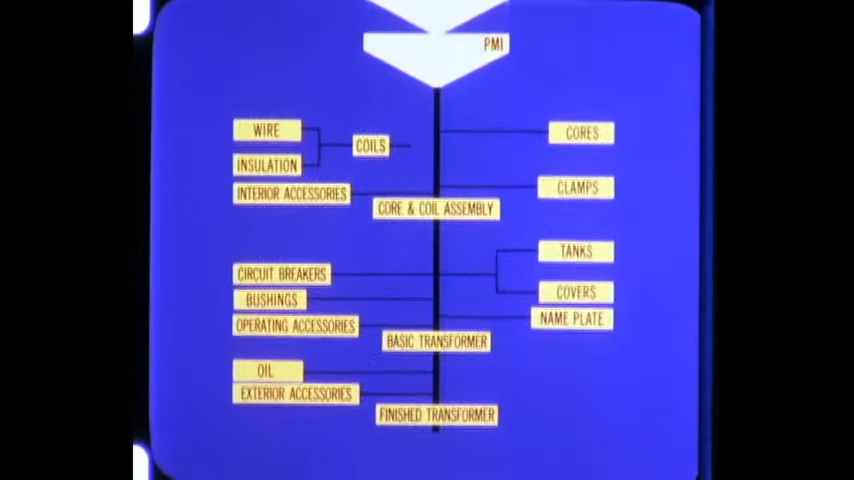 PMI
WIRE
CORES
COILS
INSULATION
CLAMPS
INTERIOR ACCESSORIES
CORE & COIL ASSEMBLY
TANKS
CIRCUIT BREAKERS
COVERS
BUSHINGS
NAME PLATE
OPERATING ACCESSORIES
BASIC TRANSFORMER
OIL
EXTERIOR ACCESSORIES
FINISHED TRANSFORMER